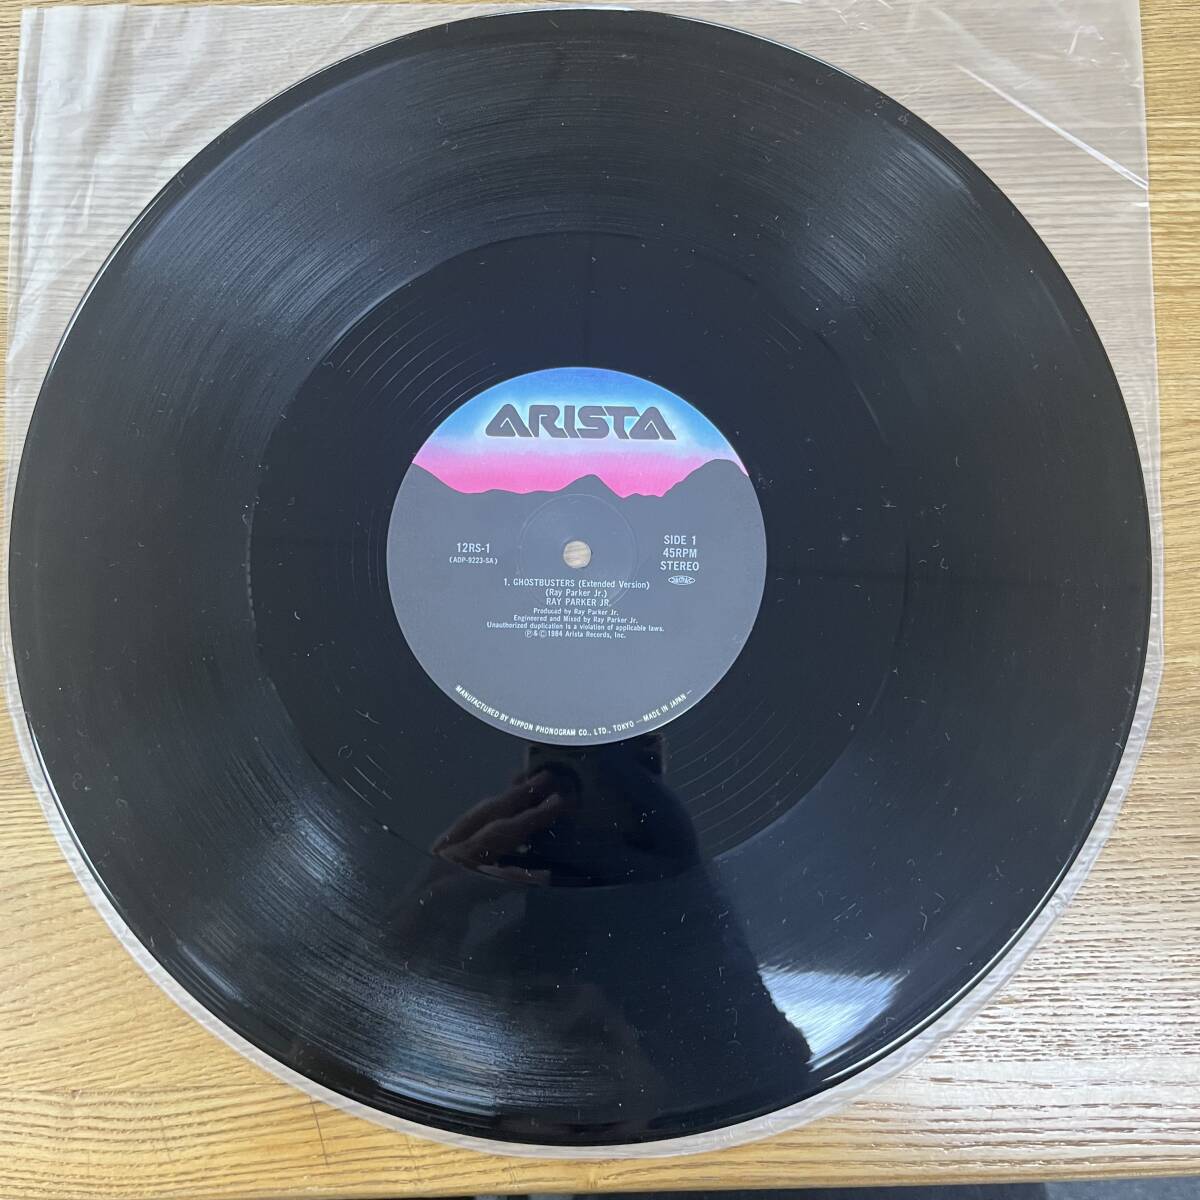 ARISTA
12RS-1
(ADP-9223-SA)
SIDE 1
45RPM
STEREO
1. GHOSTBUSTERS (Extended Version)
(Ray Parker Jr.)
RAY PARKER JR.
Produced by Ray Parker Jr.
Engineered and Mixed by Ray Parker Jr.
Unauthorized duplication is a violation of applicable laws.
Ⓟ&Ⓒ1984 Arista Records, Inc.
MANUFACTURED BY NIPPON PHONOGRAM CO., LTD., TOKYO —MADE IN JAPAN—